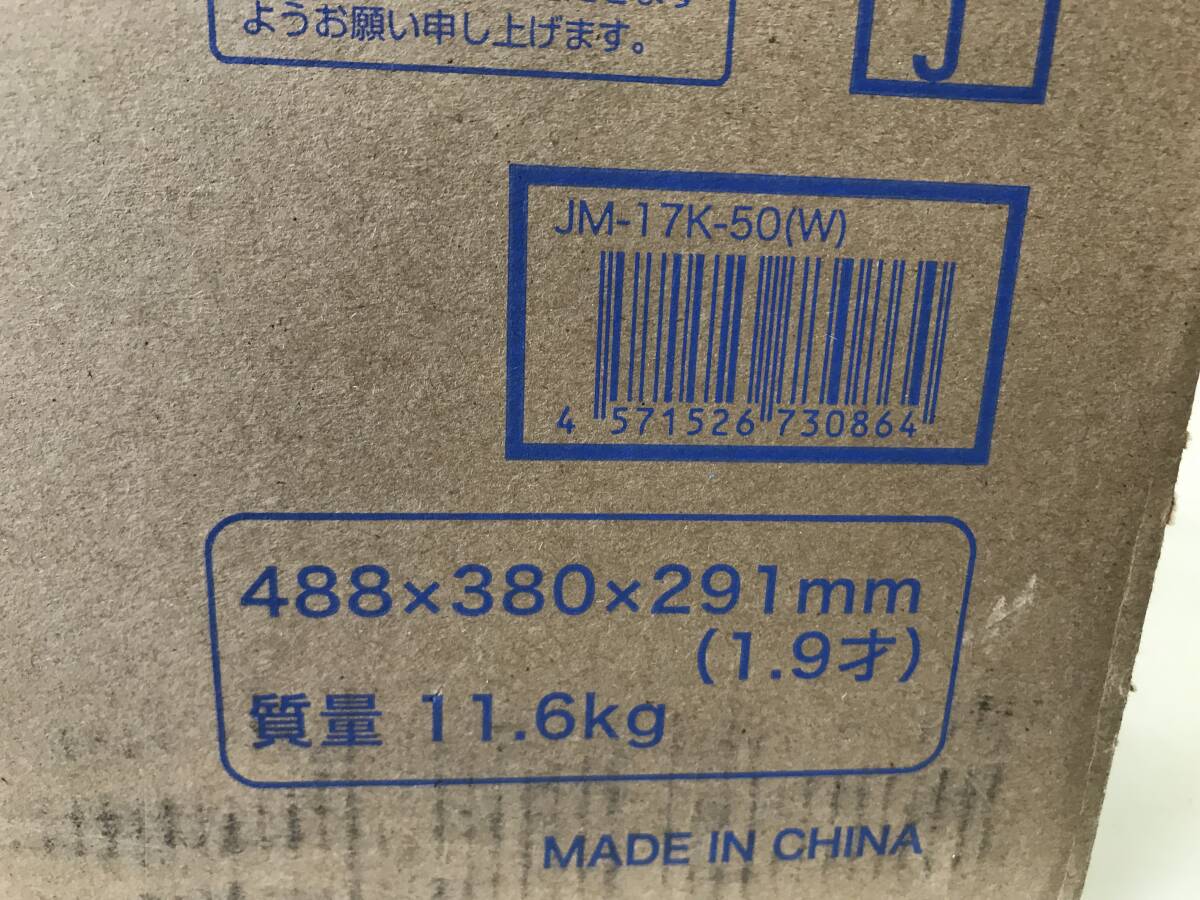 ようお願い申し上げます。
J
JM-17K-50(W)
4 571526 730864
488×380×291mm
(1.9才)
質量 11.6kg
MADE IN CHINA